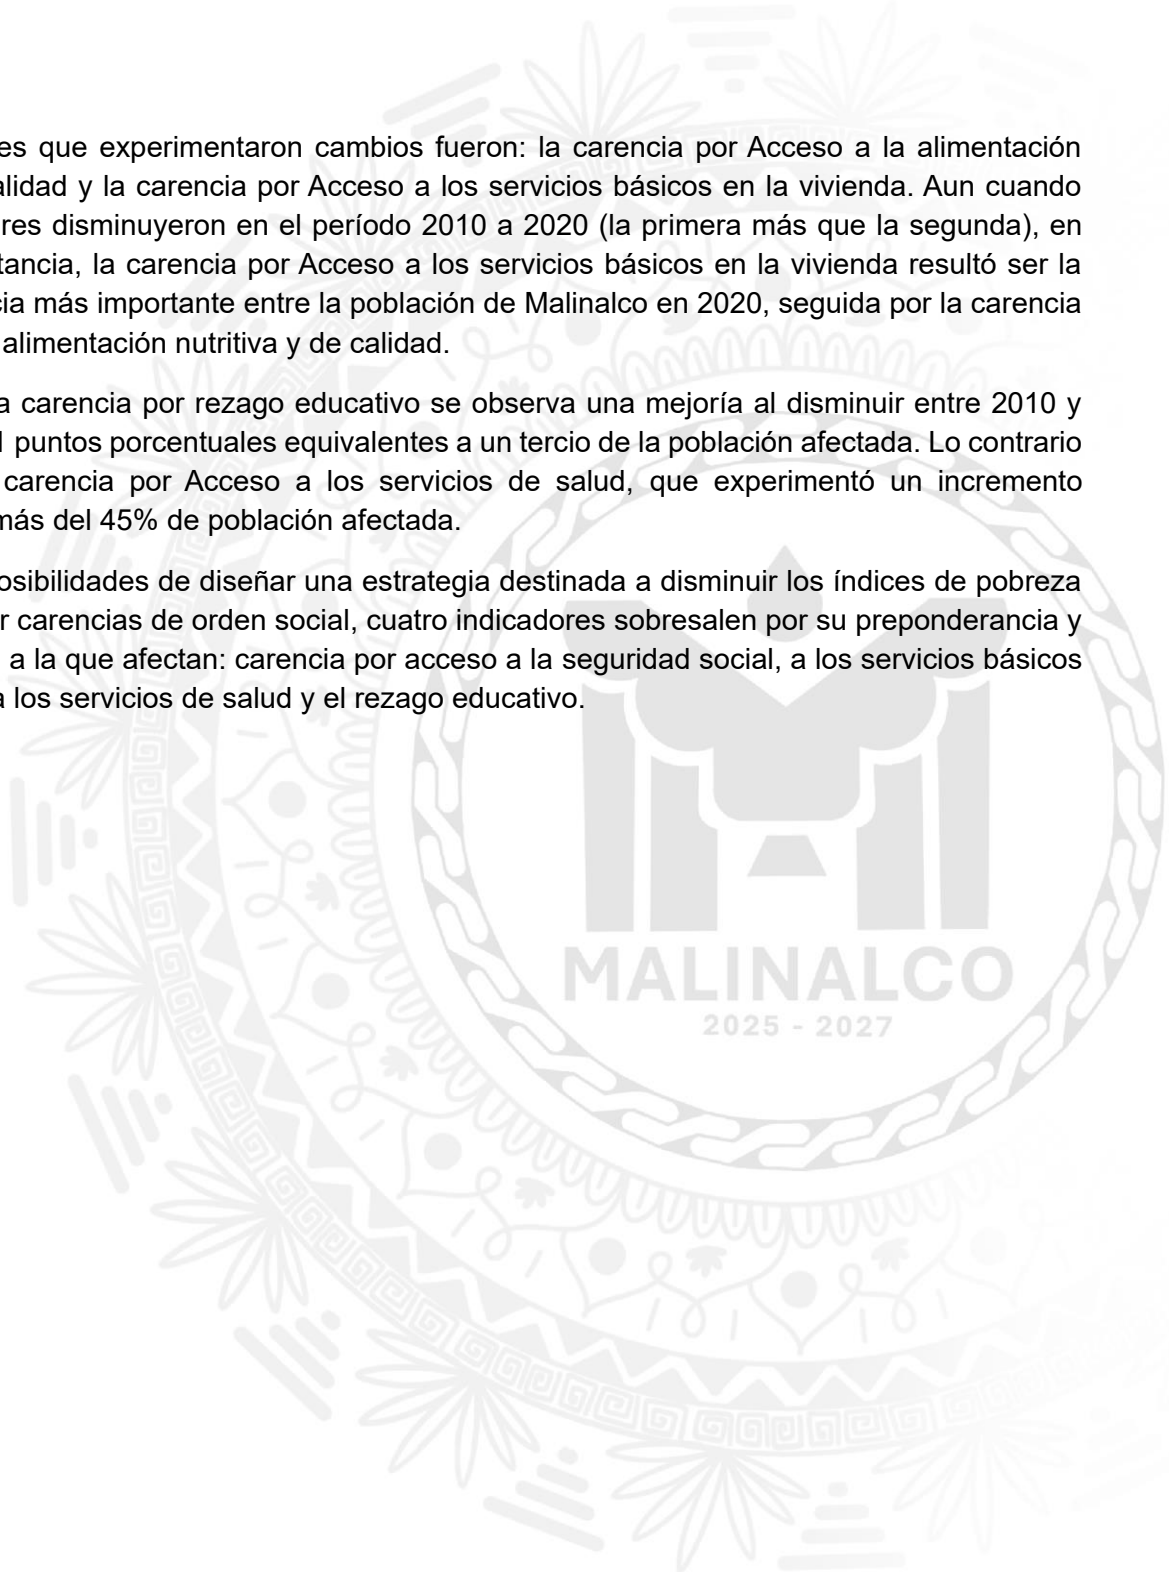 es que experimentaron cambios fueron: la carencia por Acceso a la alimentación
alidad y la carencia por Acceso a los servicios básicos en la vivienda. Aun cuando
res disminuyeron en el período 2010 a 2020 (la primera más que la segunda), en
tancia, la carencia por Acceso a los servicios básicos en la vivienda resultó ser la
cia más importante entre la población de Malinalco en 2020, seguida por la carencia
alimentación nutritiva y de calidad.
a carencia por rezago educativo se observa una mejoría al disminuir entre 2010 y
puntos porcentuales equivalentes a un tercio de la población afectada. Lo contrario
carencia por Acceso a los servicios de salud, que experimentó un incremento
más del 45% de población afectada.
osibilidades de diseñar una estrategia destinada a disminuir los índices de pobreza
r carencias de orden social, cuatro indicadores sobresalen por su preponderancia y
a la que afectan: carencia por acceso a la seguridad social, a los servicios básicos
a los servicios de salud y el rezago educativo.
MALINALCO
2025 - 2027